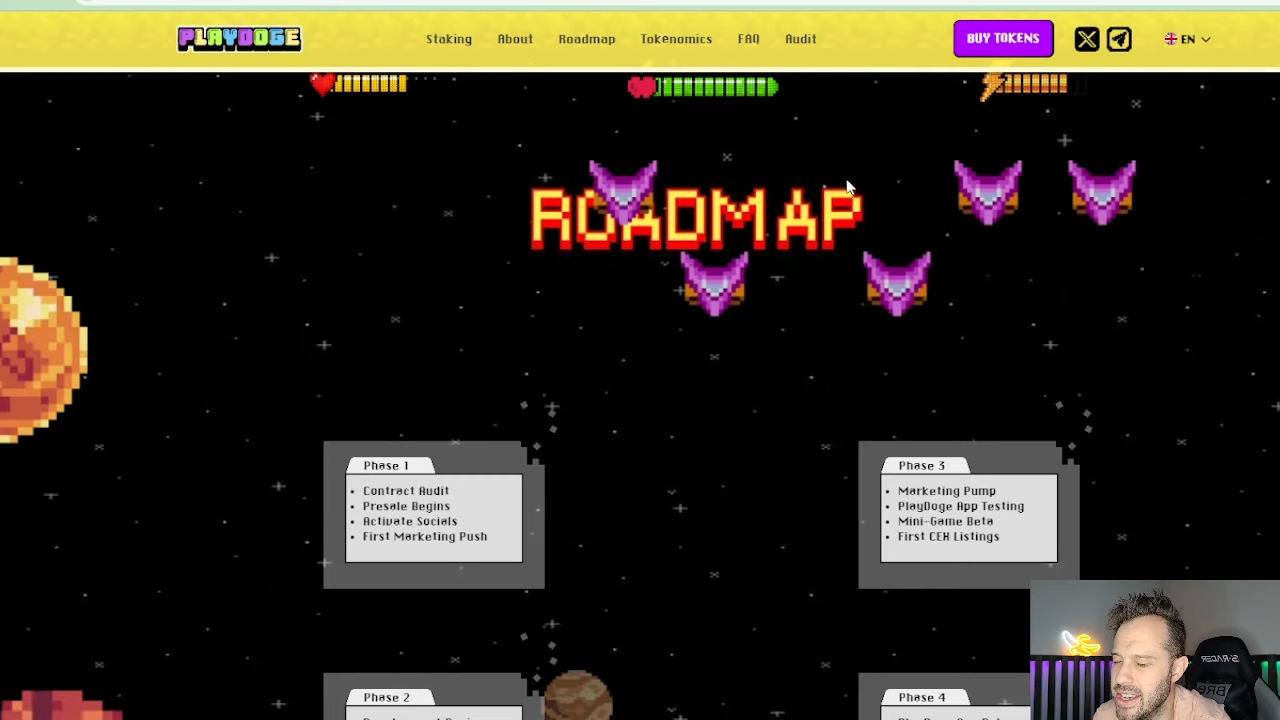 PLAYDOGE
Staking
About
Roadmap
Tokenomics
FAQ
Audit
BUY TOKENS
EN
ROADMAP
Phase 1
• Contract Audit
• Presale Begins
• Activate Socials
• First Marketing Push
Phase 3
• Marketing Pump
• PlayDoge App Testing
• Mini-Game Beta
• First CEX Listings
Phase 2
Phase 4